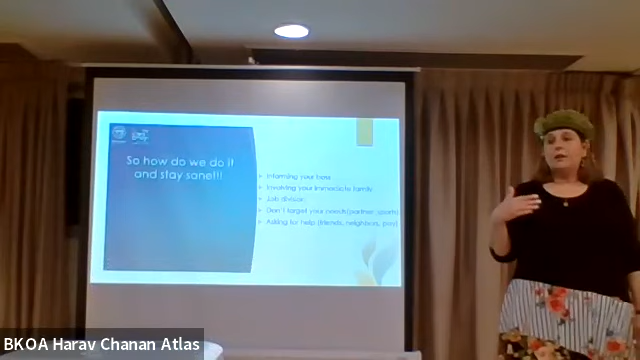 So how do we do it
and stay sane!!!
Informing your boss
Involving your immediate family
Job division
Don't forget your needs (partner, sports)
Asking for help (friends, neighbors, pay)
BKOA Harav Chanan Atlas